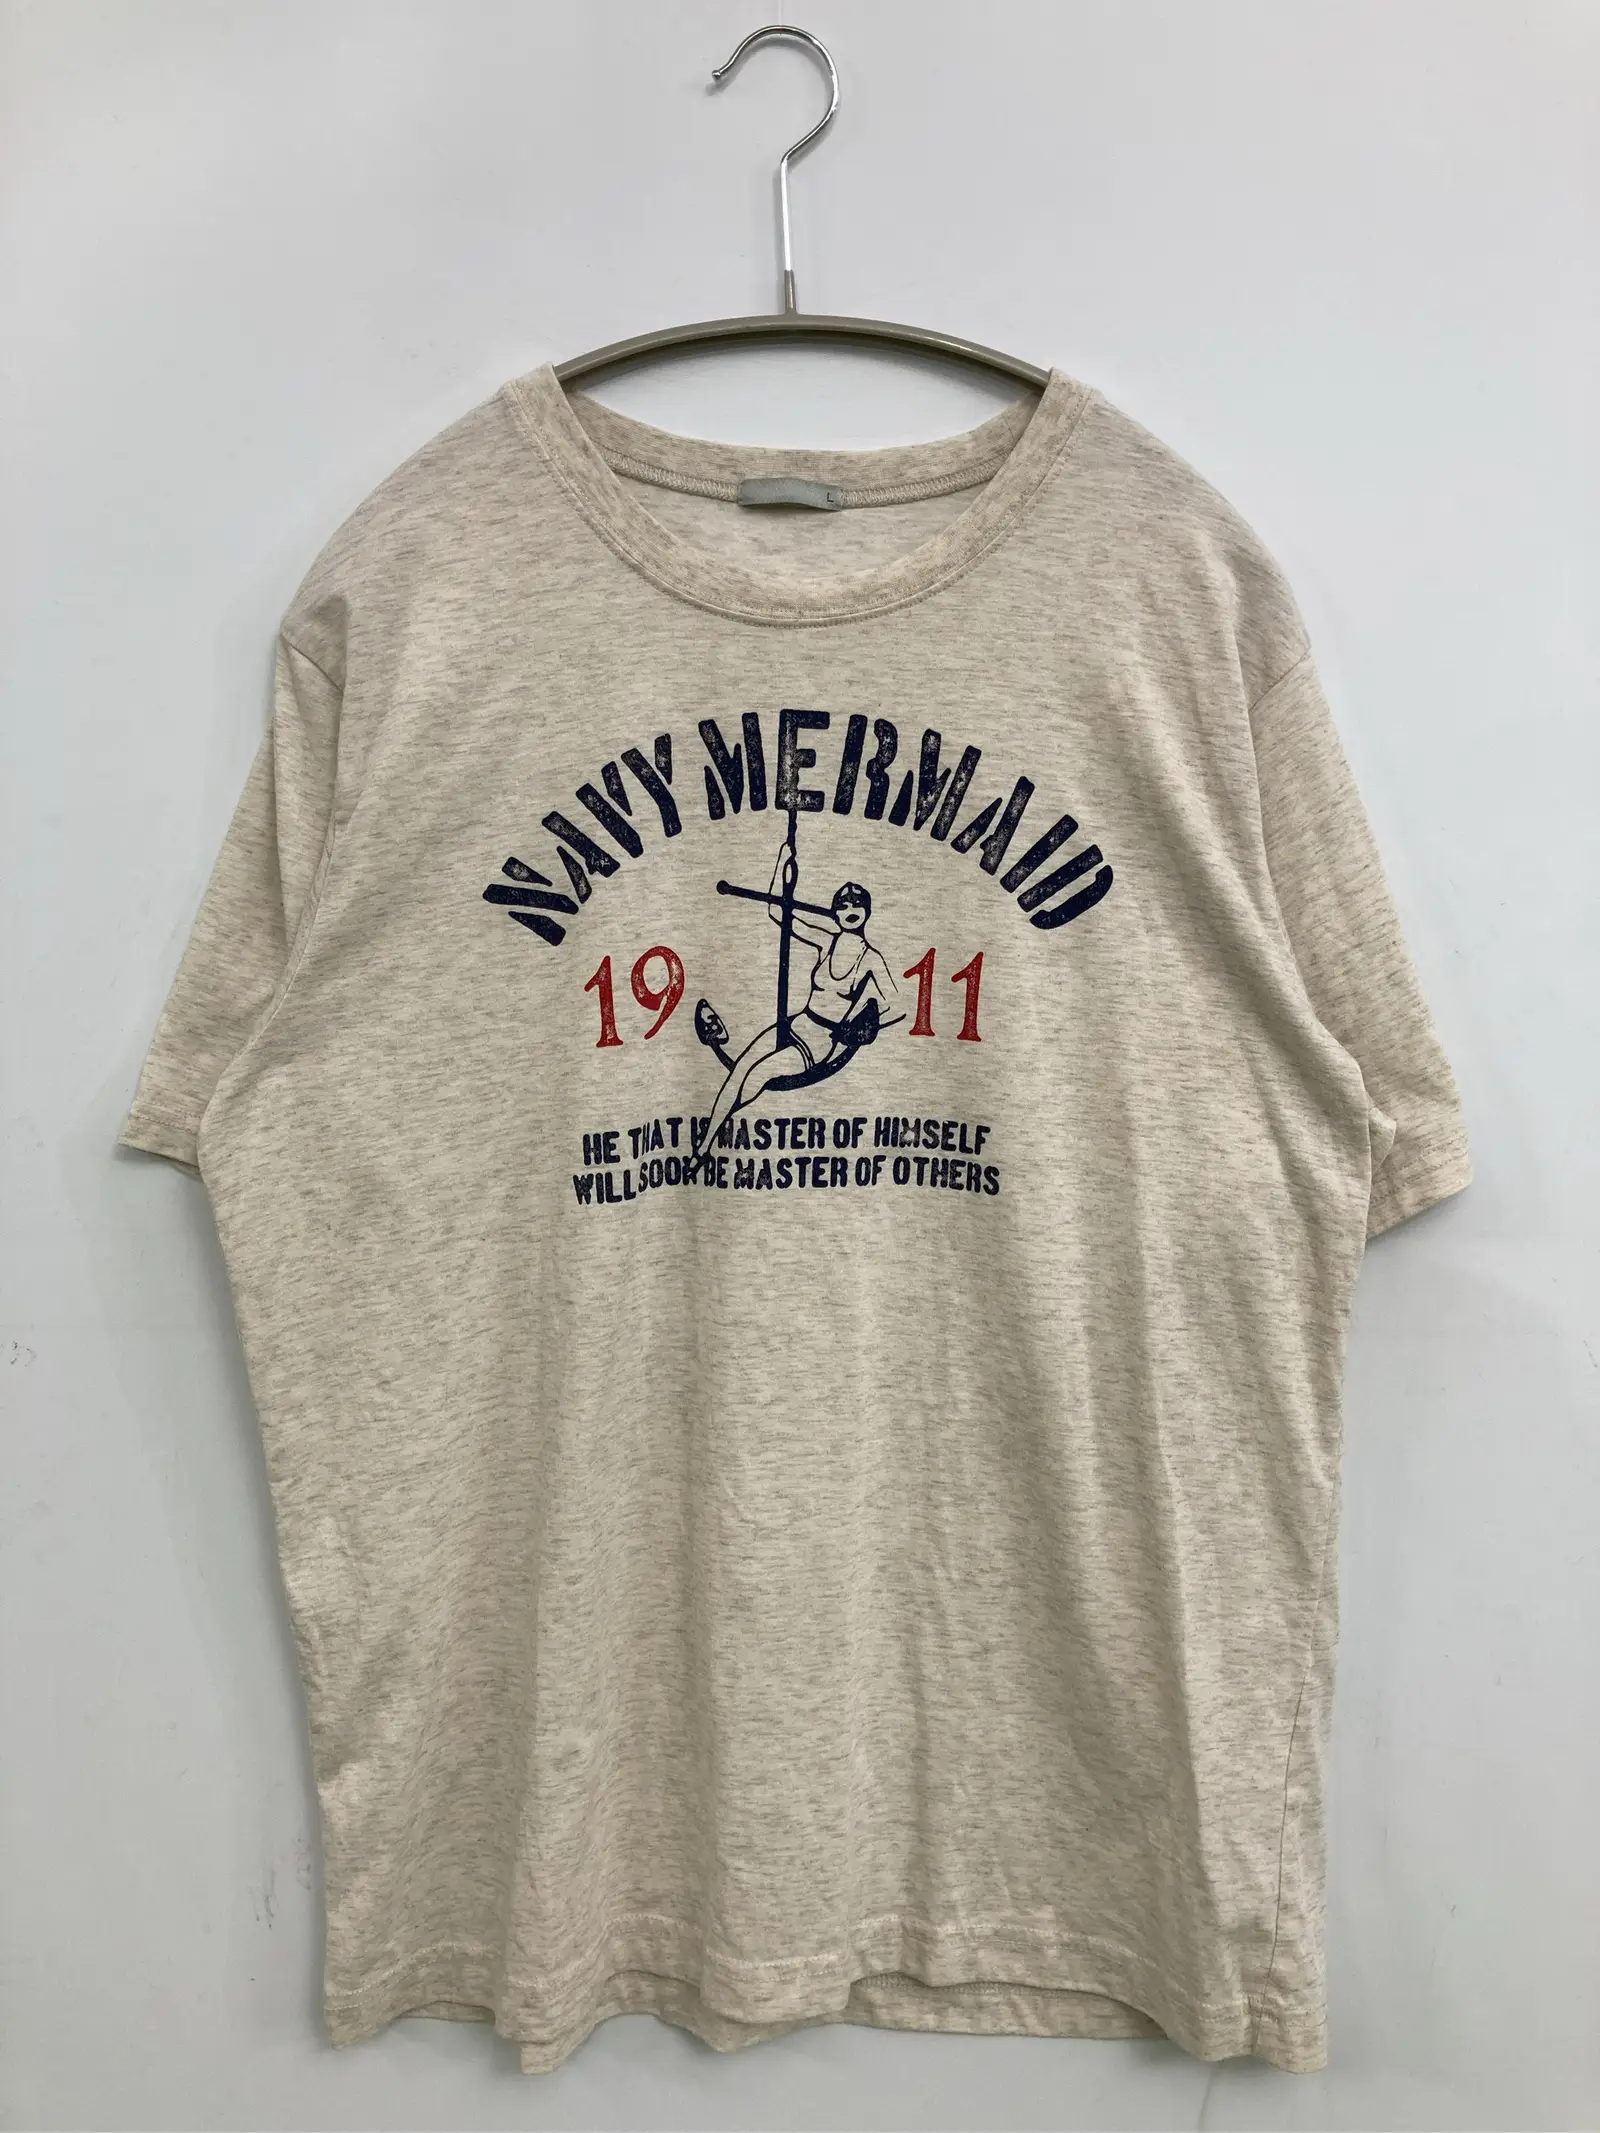 L
NAVY MERMAID
19 11
HE THAT IS MASTER OF HIMSELF
WILL SOON BE MASTER OF OTHERS